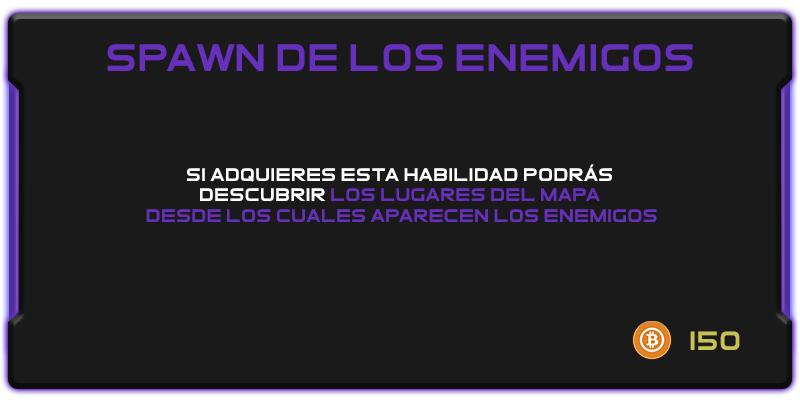 SPAWN DE LOS ENEMIGOS
SI ADQUIERES ESTA HABILIDAD PODRÁS
DESCUBRIR LOS LUGARES DEL MAPA
DESDE LOS CUALES APARECEN LOS ENEMIGOS
150